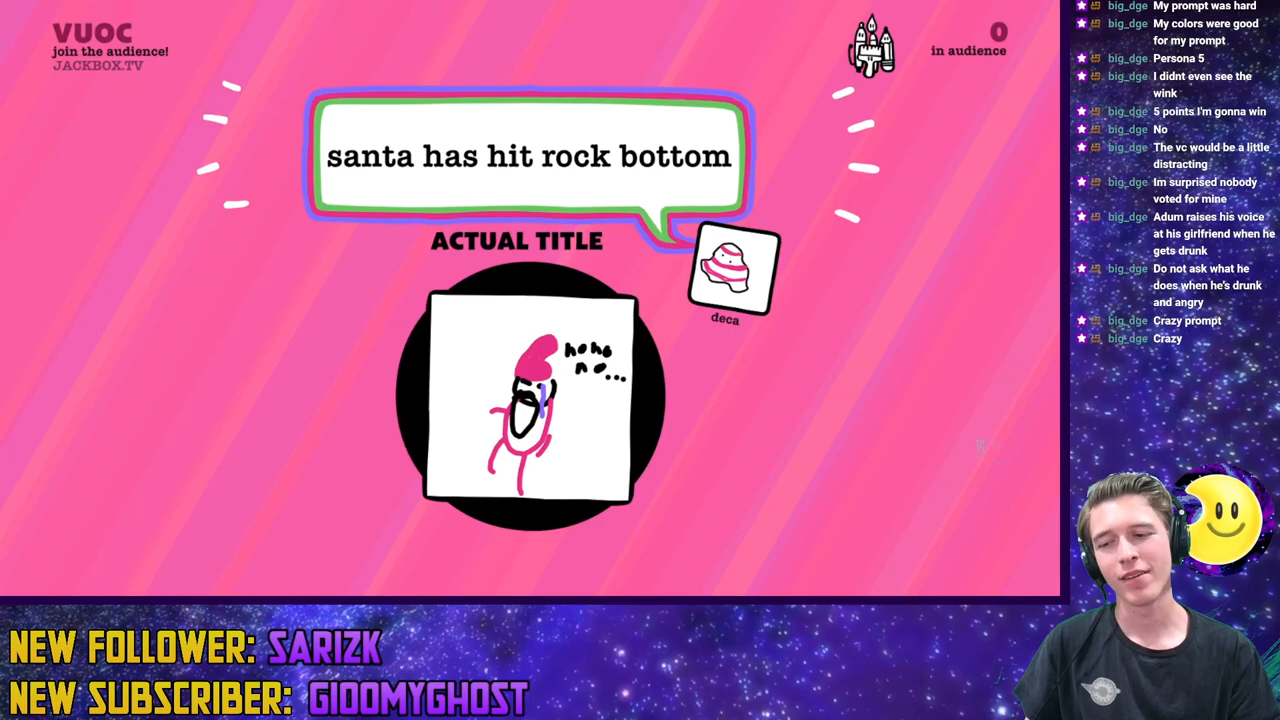 VUOC
join the audience!
JACKBOX.TV
0
in audience
santa has hit rock bottom
ACTUAL TITLE
deca
ho ho
no...
big_dge My prompt was hard
big_dge My colors were good
for my prompt
big_dge Persona 5
big_dge I didnt even see the
wink
big_dge 5 points I'm gonna win
big_dge No
big_dge The vc would be a little
distracting
big_dge Im surprised nobody
voted for mine
big_dge Adum raises his voice
at his girlfriend when he
gets drunk
big_dge Do not ask what he
does when he's drunk
and angry
big_dge Crazy prompt
big_dge Crazy
NEW FOLLOWER: SARIZK
NEW SUBSCRIBER: GIOOMYGHOST